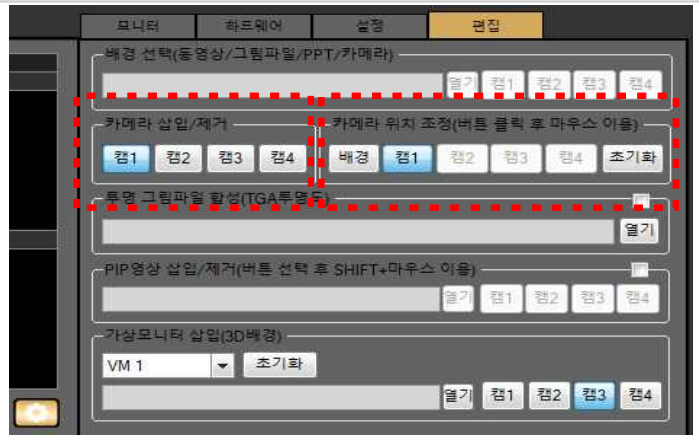 모니터 하드웨어 설정 편집
배경 선택(동영상/그림파일/PPT/카메라)
열기 캠1 캠2 캠3 캠4
카메라 삽입/제거 카메라 위치 조정(버튼 클릭 후 마우스 이용)
캠1 캠2 캠3 캠4 배경 캠1 캠2 캠3 캠4 초기화
투명 그림파일 합성(TGA투명도)
열기
PIP영상 삽입/제거(버튼 선택 후 SHIFT+마우스 이용)
열기 캠1 캠2 캠3 캠4
가상모니터 삽입(3D배경)
VM 1 초기화
열기 캠1 캠2 캠3 캠4